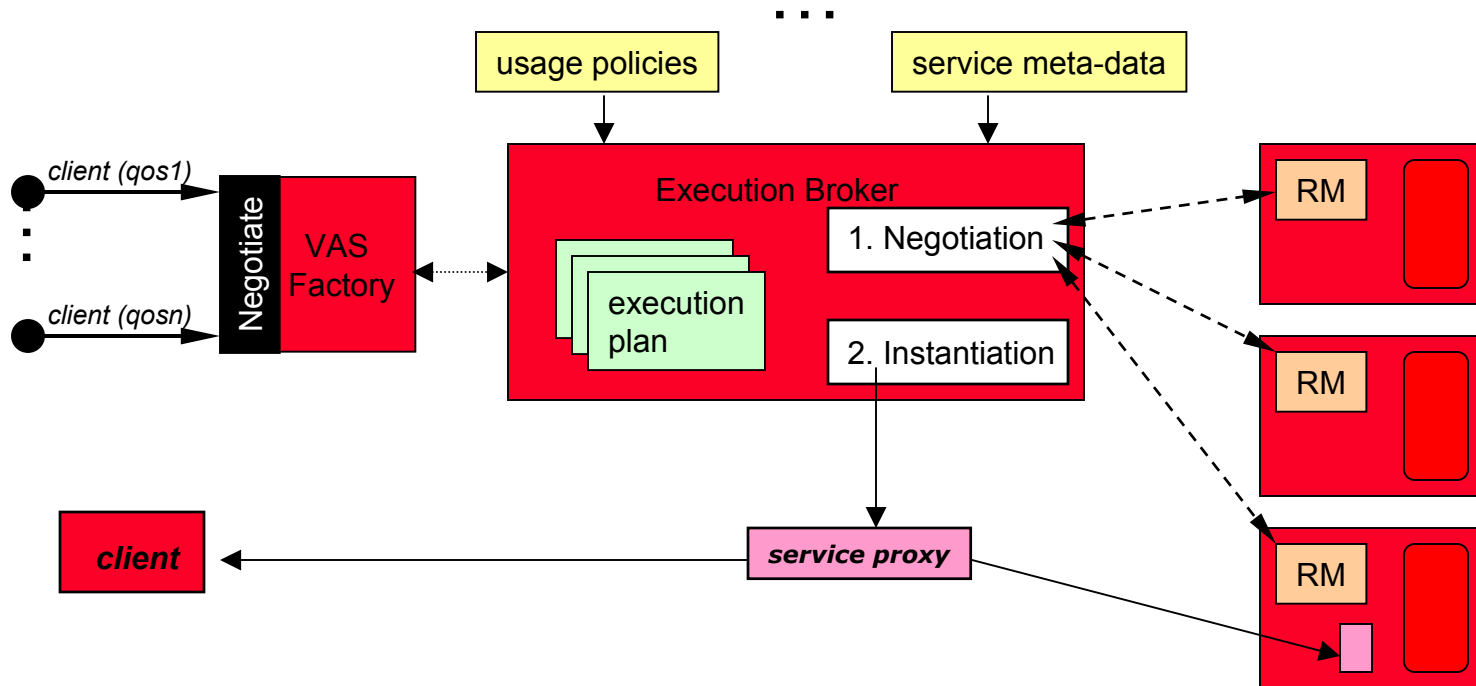 ...
usage policies
service meta-data
client (qos1)
Negotiate
VAS
Factory
client (qosn)
Execution Broker
execution
plan
1. Negotiation
2. Instantiation
RM
RM
RM
client
service proxy